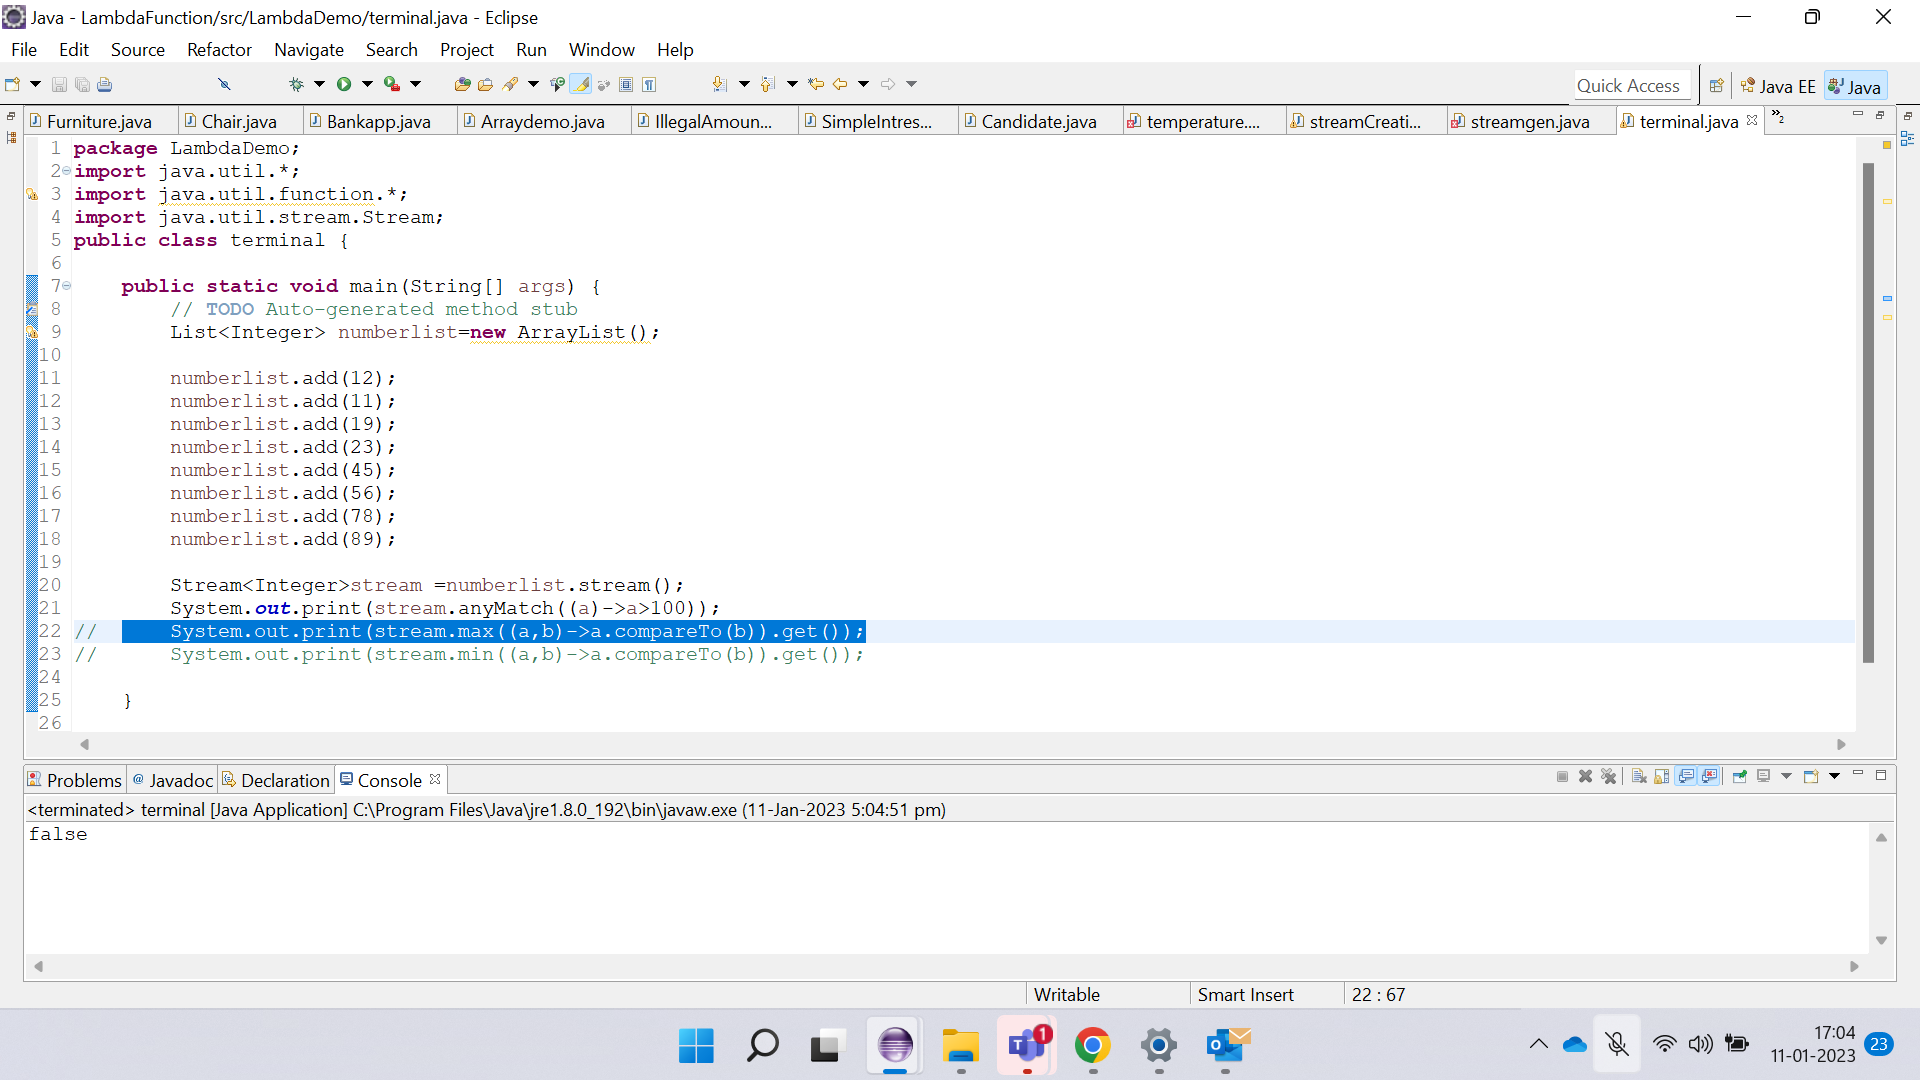 Java - LambdaFunction/src/LambdaDemo/terminal.java - Eclipse
File Edit Source Refactor Navigate Search Project Run Window Help
Quick Access Java EE Java
Furniture.java Chair.java Bankapp.java Arraydemo.java IllegalAmoun... SimpleIntres... Candidate.java temperature.... streamCreati... streamgen.java terminal.java »2
1 package LambdaDemo;
2 import java.util.*;
3 import java.util.function.*;
4 import java.util.stream.Stream;
5 public class terminal {
6
7 public static void main(String[] args) {
8 // TODO Auto-generated method stub
9 List<Integer> numberlist=new ArrayList();
10
11 numberlist.add(12);
12 numberlist.add(11);
13 numberlist.add(19);
14 numberlist.add(23);
15 numberlist.add(45);
16 numberlist.add(56);
17 numberlist.add(78);
18 numberlist.add(89);
19
20 Stream<Integer>stream =numberlist.stream();
21 System.out.print(stream.anyMatch((a)->a>100));
22 // System.out.print(stream.max((a,b)->a.compareTo(b)).get());
23 // System.out.print(stream.min((a,b)->a.compareTo(b)).get());
24
25 }
26
Problems @ Javadoc Declaration Console
<terminated> terminal [Java Application] C:\Program Files\Java\jre1.8.0_192\bin\javaw.exe (11-Jan-2023 5:04:51 pm)
false
Writable Smart Insert 22 : 67
1
17:04
11-01-2023
23